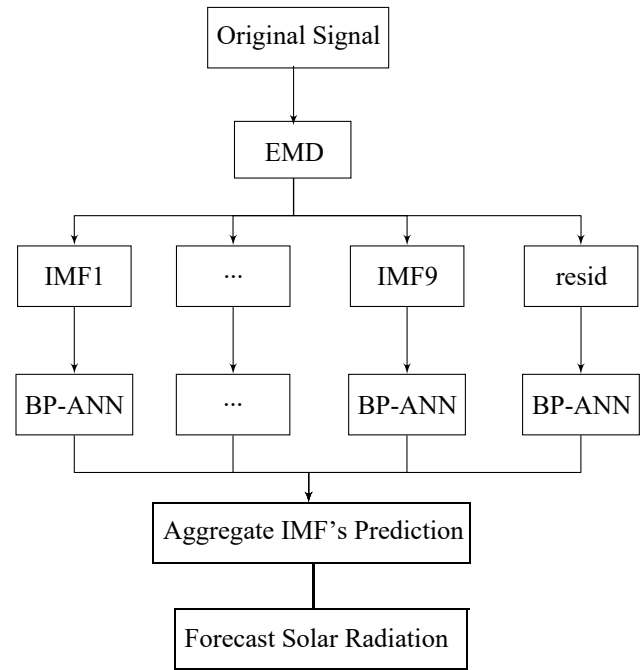 Original Signal
EMD
IMF1
...
IMF9
resid
BP-ANN
...
BP-ANN
BP-ANN
Aggregate IMF’s Prediction
Forecast Solar Radiation